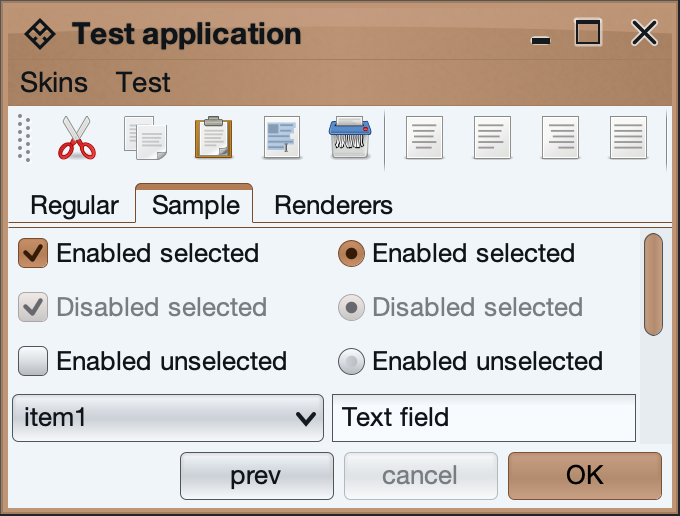 Test application
Skins Test
Regular Sample Renderers
Enabled selected Enabled selected
Disabled selected Disabled selected
Enabled unselected Enabled unselected
item1 Text field
prev cancel OK